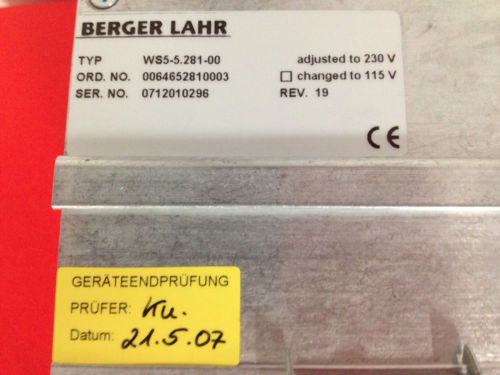 BERGER LAHR
TYP WS5-5.281-00 adjusted to 230 V
ORD. NO. 0064652810003 ☐ changed to 115 V
SER. NO. 0712010296 REV. 19
CE
GERÄTEENDPRÜFUNG
PRÜFER: Ku.
Datum: 21.5.07